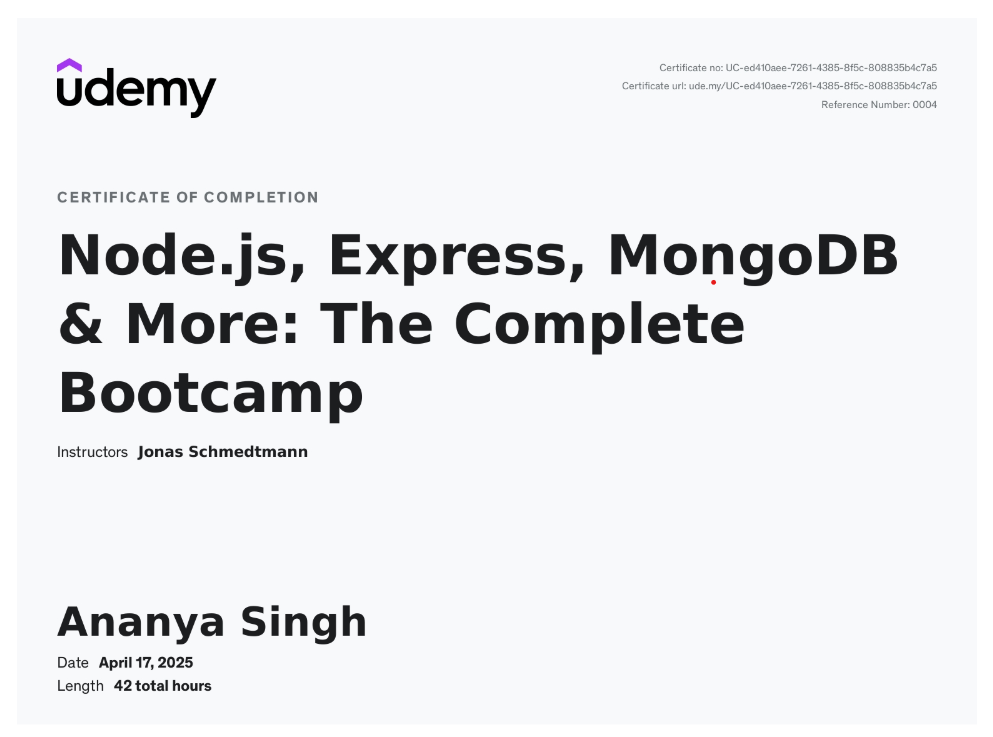 udemy
Certificate no: UC-ed410aee-7261-4385-8f5c-808835b4c7a5
Certificate url: ude.my/UC-ed410aee-7261-4385-8f5c-808835b4c7a5
Reference Number: 0004
CERTIFICATE OF COMPLETION
Node.js, Express, MongoDB
& More: The Complete
Bootcamp
Instructors Jonas Schmedtmann
Ananya Singh
Date April 17, 2025
Length 42 total hours